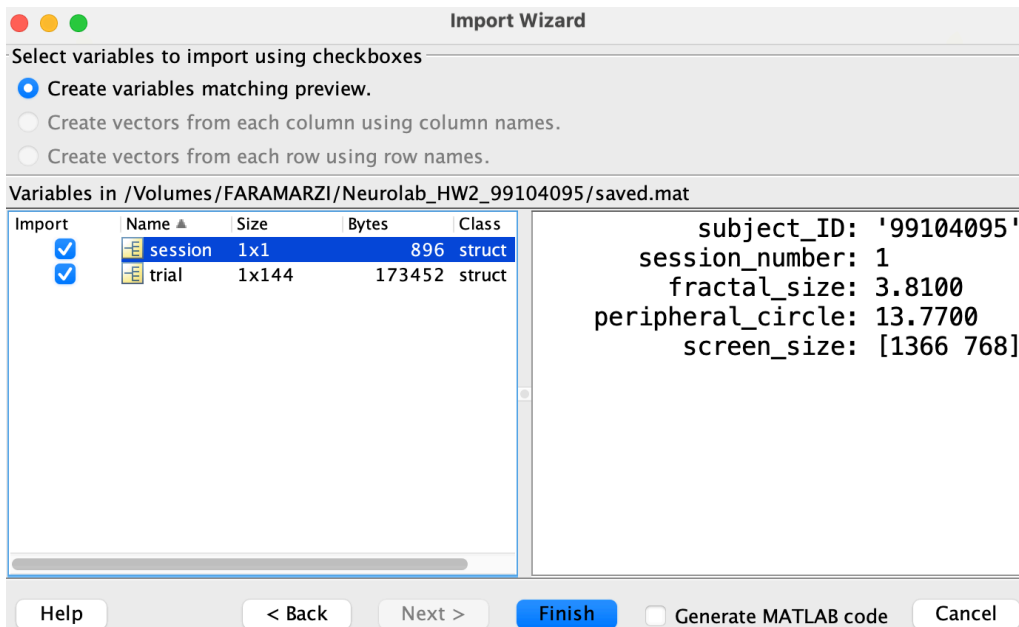 Import Wizard
Select variables to import using checkboxes
Create variables matching preview.
Create vectors from each column using column names.
Create vectors from each row using row names.
Variables in /Volumes/FARAMARZI/Neurolab_HW2_99104095/saved.mat
Import Name Size Bytes Class
session 1x1 896 struct
trial 1x144 173452 struct
subject_ID: '99104095'
session_number: 1
fractal_size: 3.8100
peripheral_circle: 13.7700
screen_size: [1366 768]
Help < Back Next > Finish Generate MATLAB code Cancel